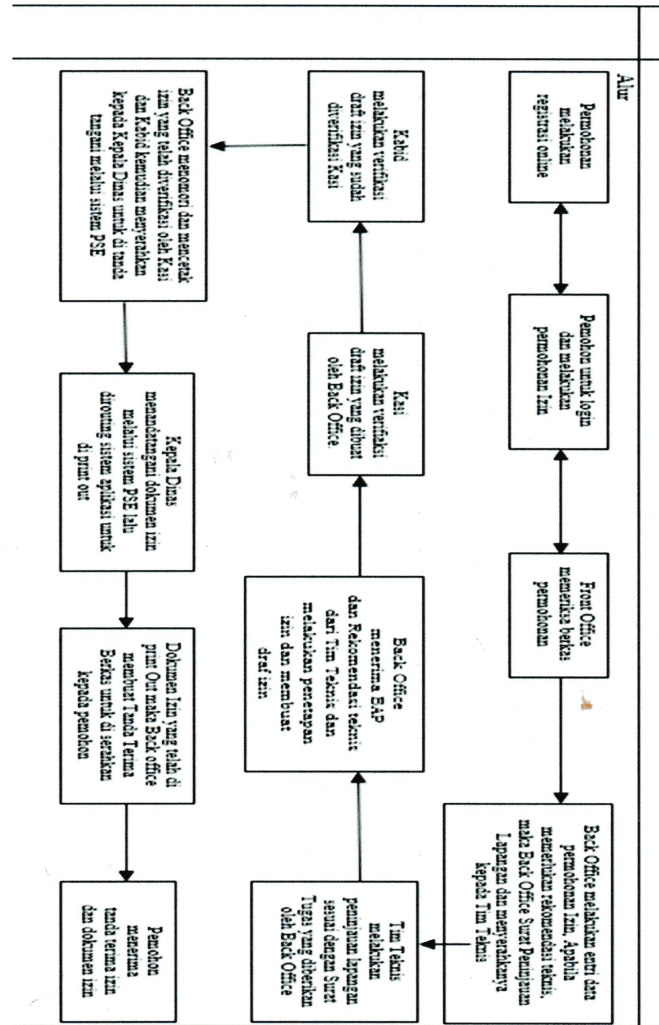 Alur
Permohonan
melakukan
registrasi online
Pemohon untuk login
dan melakukan
permohonan Izin
Front Office
memeriksa berkas
permohonan
Back Office melakukan entri data
permohonan Izin, Apabila
memerlukan rekomendasi teknis,
maka Back Office Surat Peninjauan
Lapangan dan menyerahkanya
kepada Tim Teknis
Tim Teknis
melakukan
peninjauan lapangan
sesuai dengan Surat
Tugas yang diberikan
oleh Back Office
Back Office
menerima BAP
dan Rekomendasi teknit
dari Tim Teknit dan
melakukan penetapan
izin dan membuat
draf izin
Kasi
melakukan verifiaksi
draft izin yang dibuat
oleh Back Office.
Kabid
melakukan verifikasi
draft izin yang sudah
diverifikasi Kasi
Back Office menomori dan mencetak
izin yang telah diverifikasi oleh Kasi
dan Kabid kemudian menyerahkan
kepada Kepala Dinas untuk di tanda
tangani melalui sistem PSE
Kepala Dinas
menandatangani dokumen izin
melalui sistem PSE lalu
dirouting sistem aplikasi untuk
di print out
Dokumen Izin yang telah di
print Out maka Back office
membuat Tanda Terima
Berkas untuk di serahkan
kepada pemohon
Pemohon
menerima
tanda terima izin
dan dokumen izin